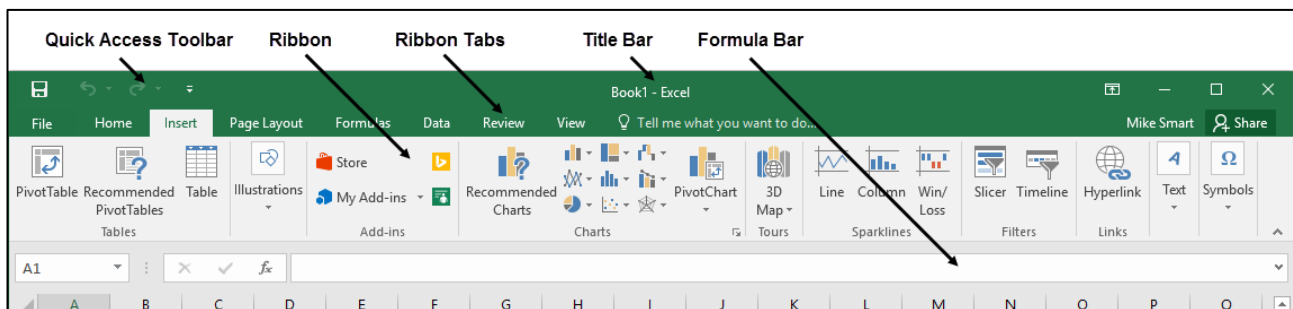 Quick Access Toolbar Ribbon Ribbon Tabs Title Bar Formula Bar
Book1 - Excel
File Home Insert Page Layout Formulas Data Review View Tell me what you want to do... Mike Smart Share
PivotTable Recommended PivotTables Table Illustrations Store My Add-ins Recommended Charts PivotChart 3D Map Line Column Win/Loss Slicer Timeline Hyperlink Text Symbols
Tables Add-ins Charts Tours Sparklines Filters Links
A1 fx
A B C D E F G H I J K L M N O P Q